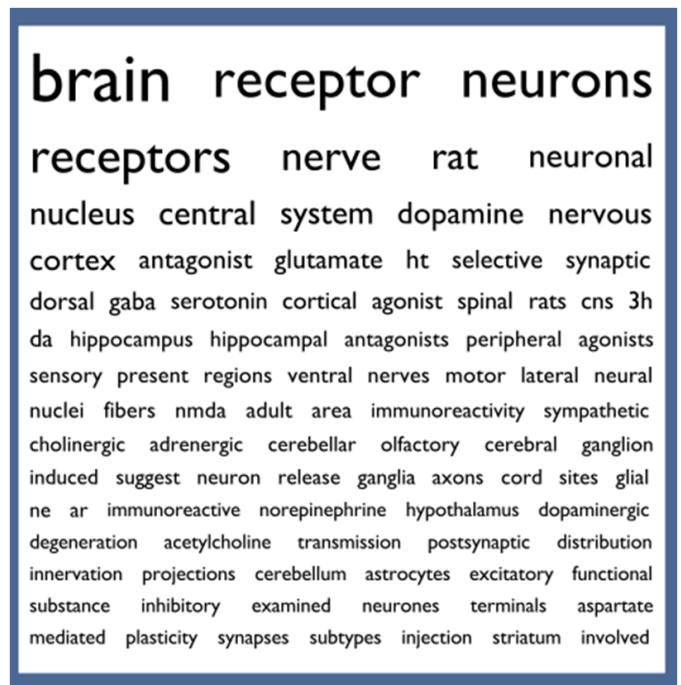 brain receptor neurons
receptors nerve rat neuronal
nucleus central system dopamine nervous
cortex antagonist glutamate ht selective synaptic
dorsal gaba serotonin cortical agonist spinal rats cns 3h
da hippocampus hippocampal antagonists peripheral agonists
sensory present regions ventral nerves motor lateral neural
nuclei fibers nmda adult area immunoreactivity sympathetic
cholinergic adrenergic cerebellar olfactory cerebral ganglion
induced suggest neuron release ganglia axons cord sites glial
ne ar immunoreactive norepinephrine hypothalamus dopaminergic
degeneration acetylcholine transmission postsynaptic distribution
innervation projections cerebellum astrocytes excitatory functional
substance inhibitory examined neurones terminals aspartate
mediated plasticity synapses subtypes injection striatum involved